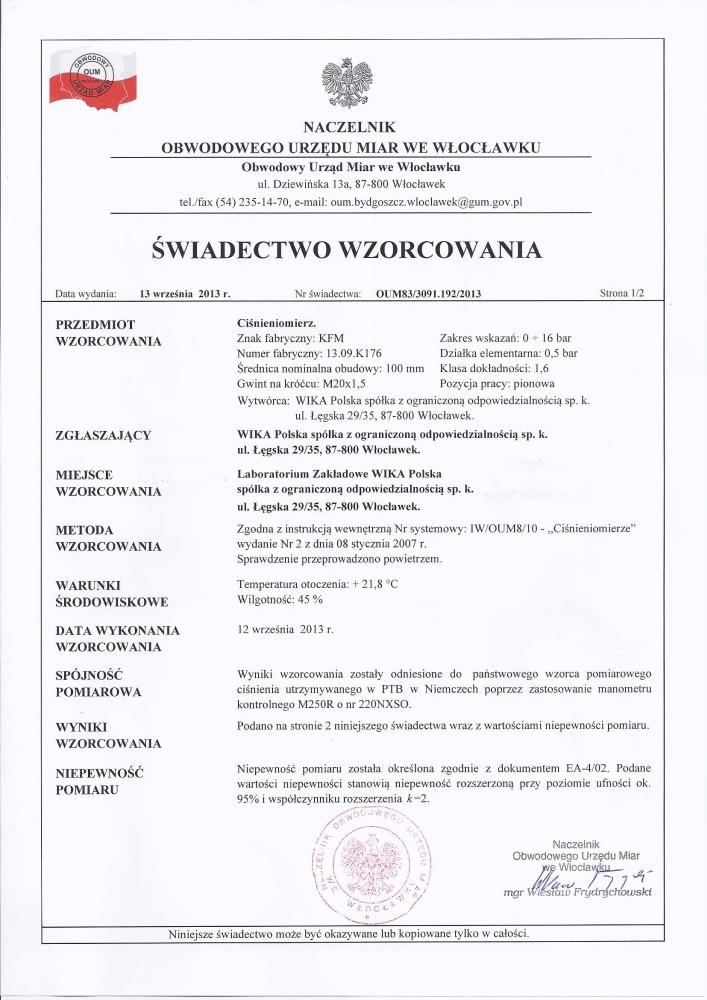 OBWODOWY
OUM
URZĄD MIAR
NACZELNIK
OBWODOWEGO URZĘDU MIAR WE WŁOCŁAWKU
Obwodowy Urząd Miar we Włocławku
ul. Dziewińska 13a, 87-800 Włocławek
tel./fax (54) 235-14-70, e-mail: oum.bydgoszcz.wloclawek@gum.gov.pl
ŚWIADECTWO WZORCOWANIA
Data wydania: 13 września 2013 r. Nr świadectwa: OUM83/3091.192/2013 Strona 1/2
PRZEDMIOT
WZORCOWANIA
Ciśnieniomierz.
Znak fabryczny: KFM Zakres wskazań: 0 ÷ 16 bar
Numer fabryczny: 13.09.K176 Działka elementarna: 0,5 bar
Średnica nominalna obudowy: 100 mm Klasa dokładności: 1,6
Gwint na króćcu: M20x1,5 Pozycja pracy: pionowa
Wytwórca: WIKA Polska spółka z ograniczoną odpowiedzialnością sp. k.
ul. Łęgska 29/35, 87-800 Włocławek.
ZGŁASZAJĄCY
WIKA Polska spółka z ograniczoną odpowiedzialnością sp. k.
ul. Łęgska 29/35, 87-800 Włocławek.
MIEJSCE
WZORCOWANIA
Laboratorium Zakładowe WIKA Polska
spółka z ograniczoną odpowiedzialnością sp. k.
ul. Łęgska 29/35, 87-800 Włocławek.
METODA
WZORCOWANIA
Zgodna z instrukcją wewnętrzną Nr systemowy: IW/OUM8/10 - „Ciśnieniomierze”
wydanie Nr 2 z dnia 08 stycznia 2007 r.
Sprawdzenie przeprowadzono powietrzem.
WARUNKI
ŚRODOWISKOWE
Temperatura otoczenia: + 21,8 °C
Wilgotność: 45 %
DATA WYKONANIA
WZORCOWANIA
12 września 2013 r.
SPÓJNOŚĆ
POMIAROWA
Wyniki wzorcowania zostały odniesione do państwowego wzorca pomiarowego
ciśnienia utrzymywanego w PTB w Niemczech poprzez zastosowanie manometru
kontrolnego M250R o nr 220NXSO.
WYNIKI
WZORCOWANIA
Podano na stronie 2 niniejszego świadectwa wraz z wartościami niepewności pomiaru.
NIEPEWNOŚĆ
POMIARU
Niepewność pomiaru została określona zgodnie z dokumentem EA-4/02. Podane
wartości niepewności stanowią niepewność rozszerzoną przy poziomie ufności ok.
95% i współczynniku rozszerzenia k=2.
NACZELNIK OBWODOWEGO URZĘDU MIAR
WE WŁOCŁAWKU
Naczelnik
Obwodowego Urzędu Miar
we Włocławku
mgr Wiesław Frydrychowski
Niniejsze świadectwo może być okazywane lub kopiowane tylko w całości.